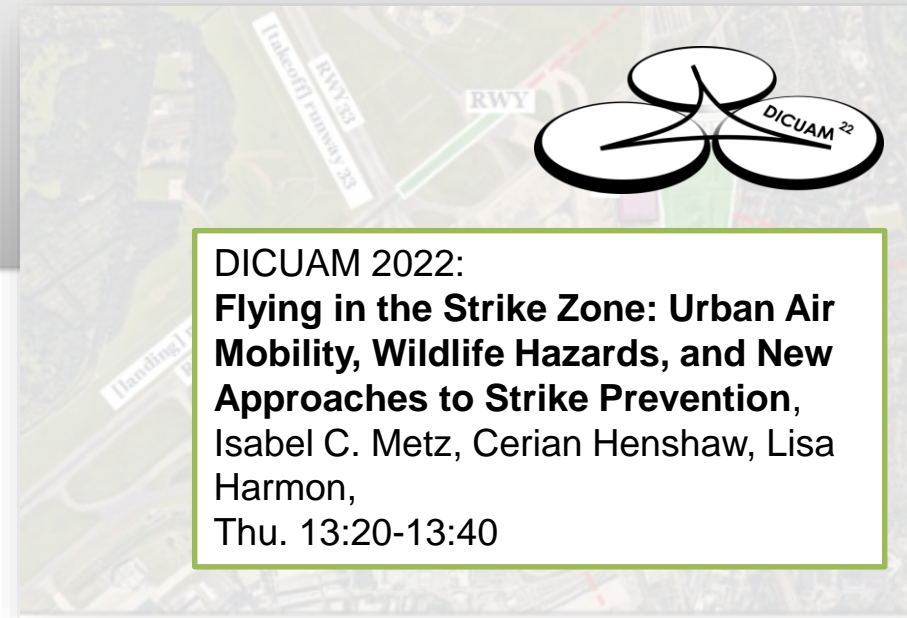 [takeoff] runway 33
RWY 33
RWY
DICUAM 22
[landing]
DICUAM 2022:
Flying in the Strike Zone: Urban Air
Mobility, Wildlife Hazards, and New
Approaches to Strike Prevention,
Isabel C. Metz, Cerian Henshaw, Lisa
Harmon,
Thu. 13:20-13:40